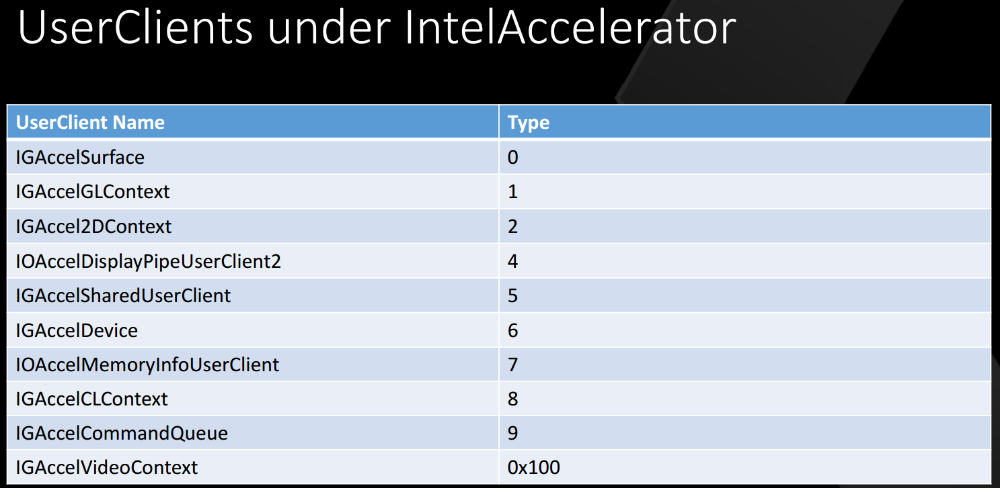 UserClients under IntelAccelerator
UserClient Name Type
IGAccelSurface 0
IGAccelGLContext 1
IGAccel2DContext 2
IOAccelDisplayPipeUserClient2 4
IGAccelSharedUserClient 5
IGAccelDevice 6
IOAccelMemoryInfoUserClient 7
IGAccelCLContext 8
IGAccelCommandQueue 9
IGAccelVideoContext 0x100